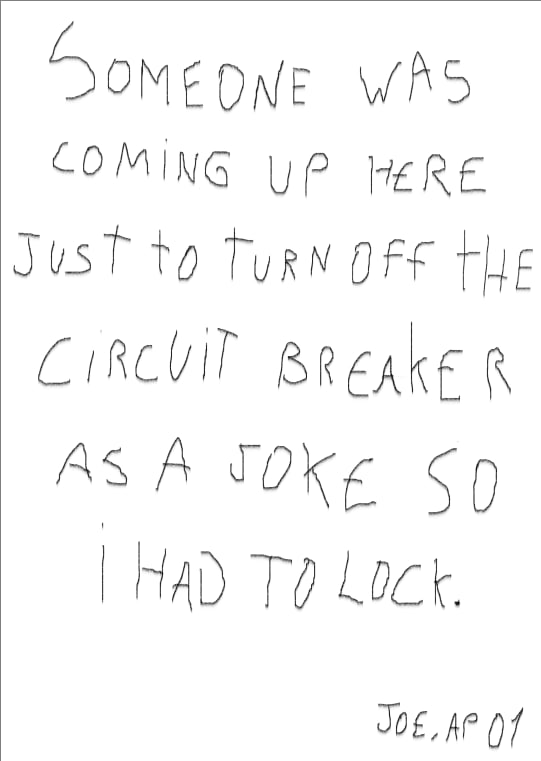 SOMEONE WAS
COMING UP HERE
JUST TO TURN OFF THE
CIRCUIT BREAKER
AS A JOKE SO
I HAD TO LOCK.
JOE, AP 01